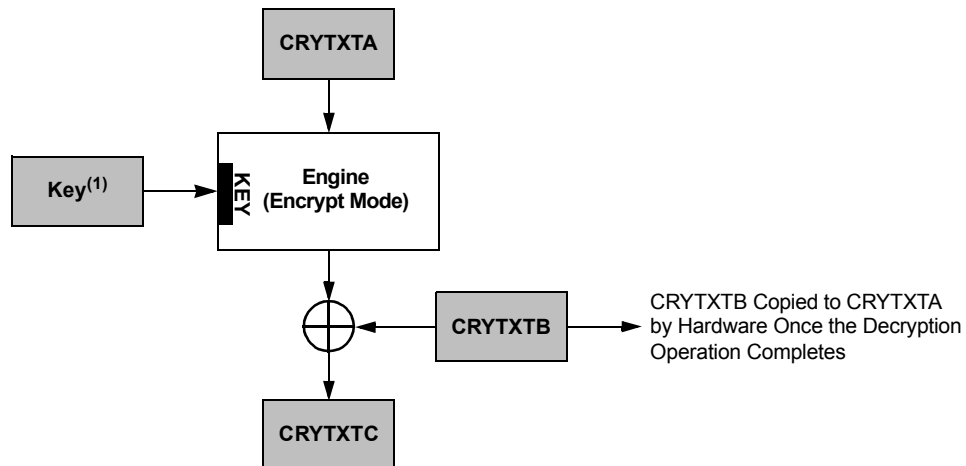 CRYTXTA
Key(1)
KEY
Engine
(Encrypt Mode)
CRYTXTB
CRYTXTB Copied to CRYTXTA
by Hardware Once the Decryption
Operation Completes
CRYTXTC